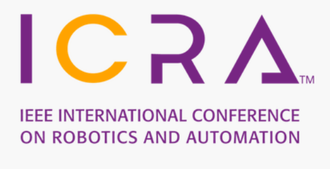 ICRA™
IEEE INTERNATIONAL CONFERENCE
ON ROBOTICS AND AUTOMATION